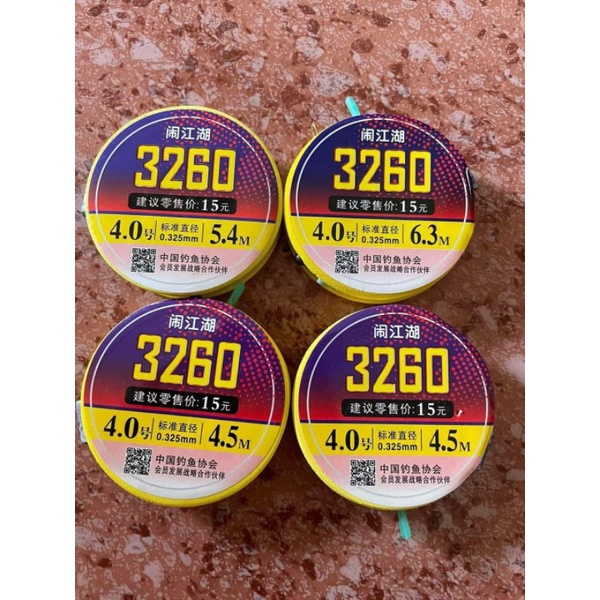 闹江湖
3260
建议零售价:15元
4.0号 标准直径 0.325mm 5.4M
中国钓鱼协会
会员发展战略合作伙伴
闹江湖
3260
建议零售价:15元
4.0号 标准直径 0.325mm 6.3M
中国钓鱼协会
会员发展战略合作伙伴
闹江湖
3260
建议零售价:15元
4.0号 标准直径 0.325mm 4.5M
中国钓鱼协会
会员发展战略合作伙伴
闹江湖
3260
建议零售价:15元
4.0号 标准直径 0.325mm 4.5M
中国钓鱼协会
会员发展战略合作伙伴